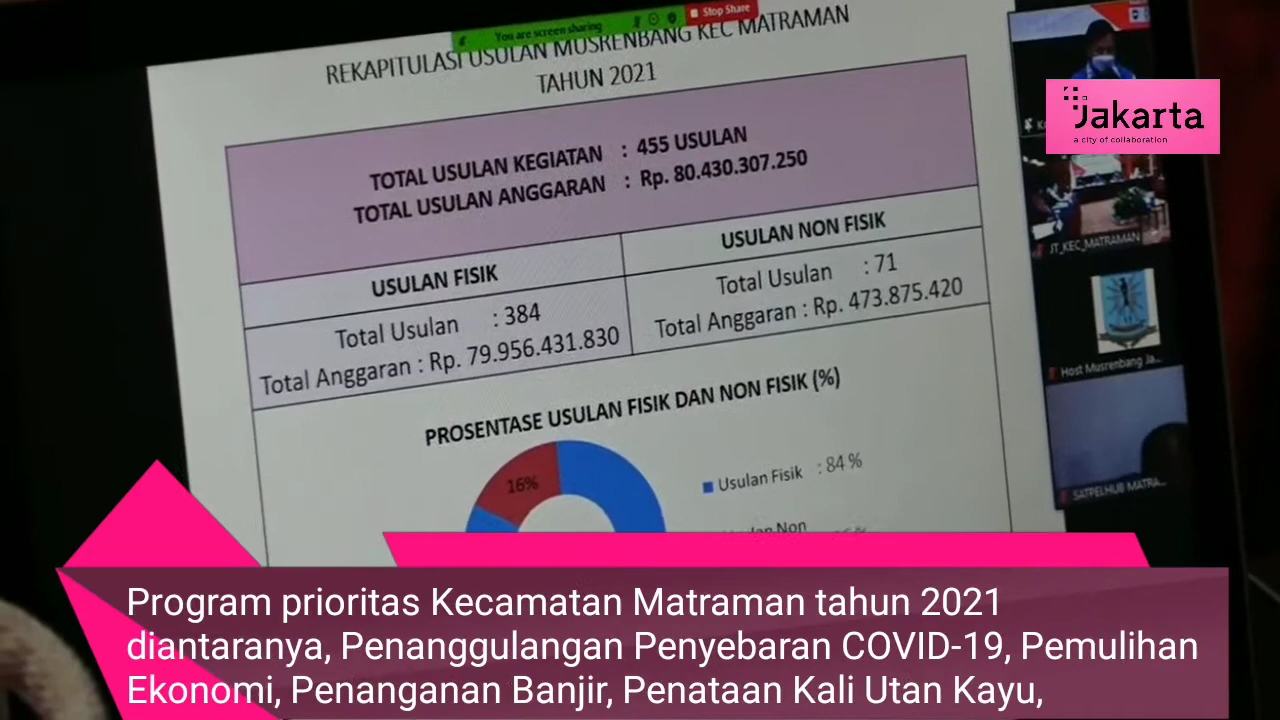 You are screen sharing
Stop Share
REKAPITULASI USULAN MUSRENBANG KEC MATRAMAN
TAHUN 2021
TOTAL USULAN KEGIATAN : 455 USULAN
TOTAL USULAN ANGGARAN : Rp. 80.430.307.250
USULAN FISIK
USULAN NON FISIK
Total Usulan : 384
Total Anggaran : Rp. 79.956.431.830
Total Usulan : 71
Total Anggaran : Rp. 473.875.420
PROSENTASE USULAN FISIK DAN NON FISIK (%)
16%
Usulan Fisik : 84 %
Usulan Non
Jakarta
a city of collaboration
JT_KEC_MATRAMAN
Host Musrenbang Ja...
SATPELHUB MATRA...
Program prioritas Kecamatan Matraman tahun 2021
diantaranya, Penanggulangan Penyebaran COVID-19, Pemulihan
Ekonomi, Penanganan Banjir, Penataan Kali Utan Kayu,